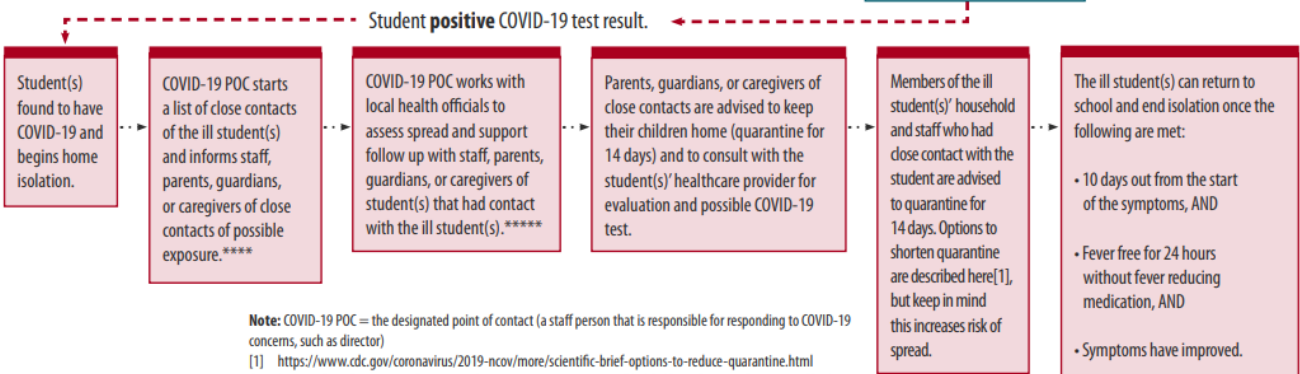 Student positive COVID-19 test result.
Student(s)
found to have
COVID-19 and
begins home
isolation.
COVID-19 POC starts
a list of close contacts
of the ill student(s)
and informs staff,
parents, guardians,
or caregivers of close
contacts of possible
exposure.****
COVID-19 POC works with
local health officials to
assess spread and support
follow up with staff, parents,
guardians, or caregivers of
student(s) that had contact
with the ill student(s).*****
Parents, guardians, or caregivers of
close contacts are advised to keep
their children home (quarantine for
14 days) and to consult with the
student(s)' healthcare provider for
evaluation and possible COVID-19
test.
Members of the ill
student(s)' household
and staff who had
close contact with the
student are advised
to quarantine for
14 days. Options to
shorten quarantine
are described here[1],
but keep in mind
this increases risk of
spread.
The ill student(s) can return to
school and end isolation once the
following are met:
• 10 days out from the start
of the symptoms, AND
• Fever free for 24 hours
without fever reducing
medication, AND
• Symptoms have improved.
Note: COVID-19 POC = the designated point of contact (a staff person that is responsible for responding to COVID-19
concerns, such as director)
[1] https://www.cdc.gov/coronavirus/2019-ncov/more/scientific-brief-options-to-reduce-quarantine.html